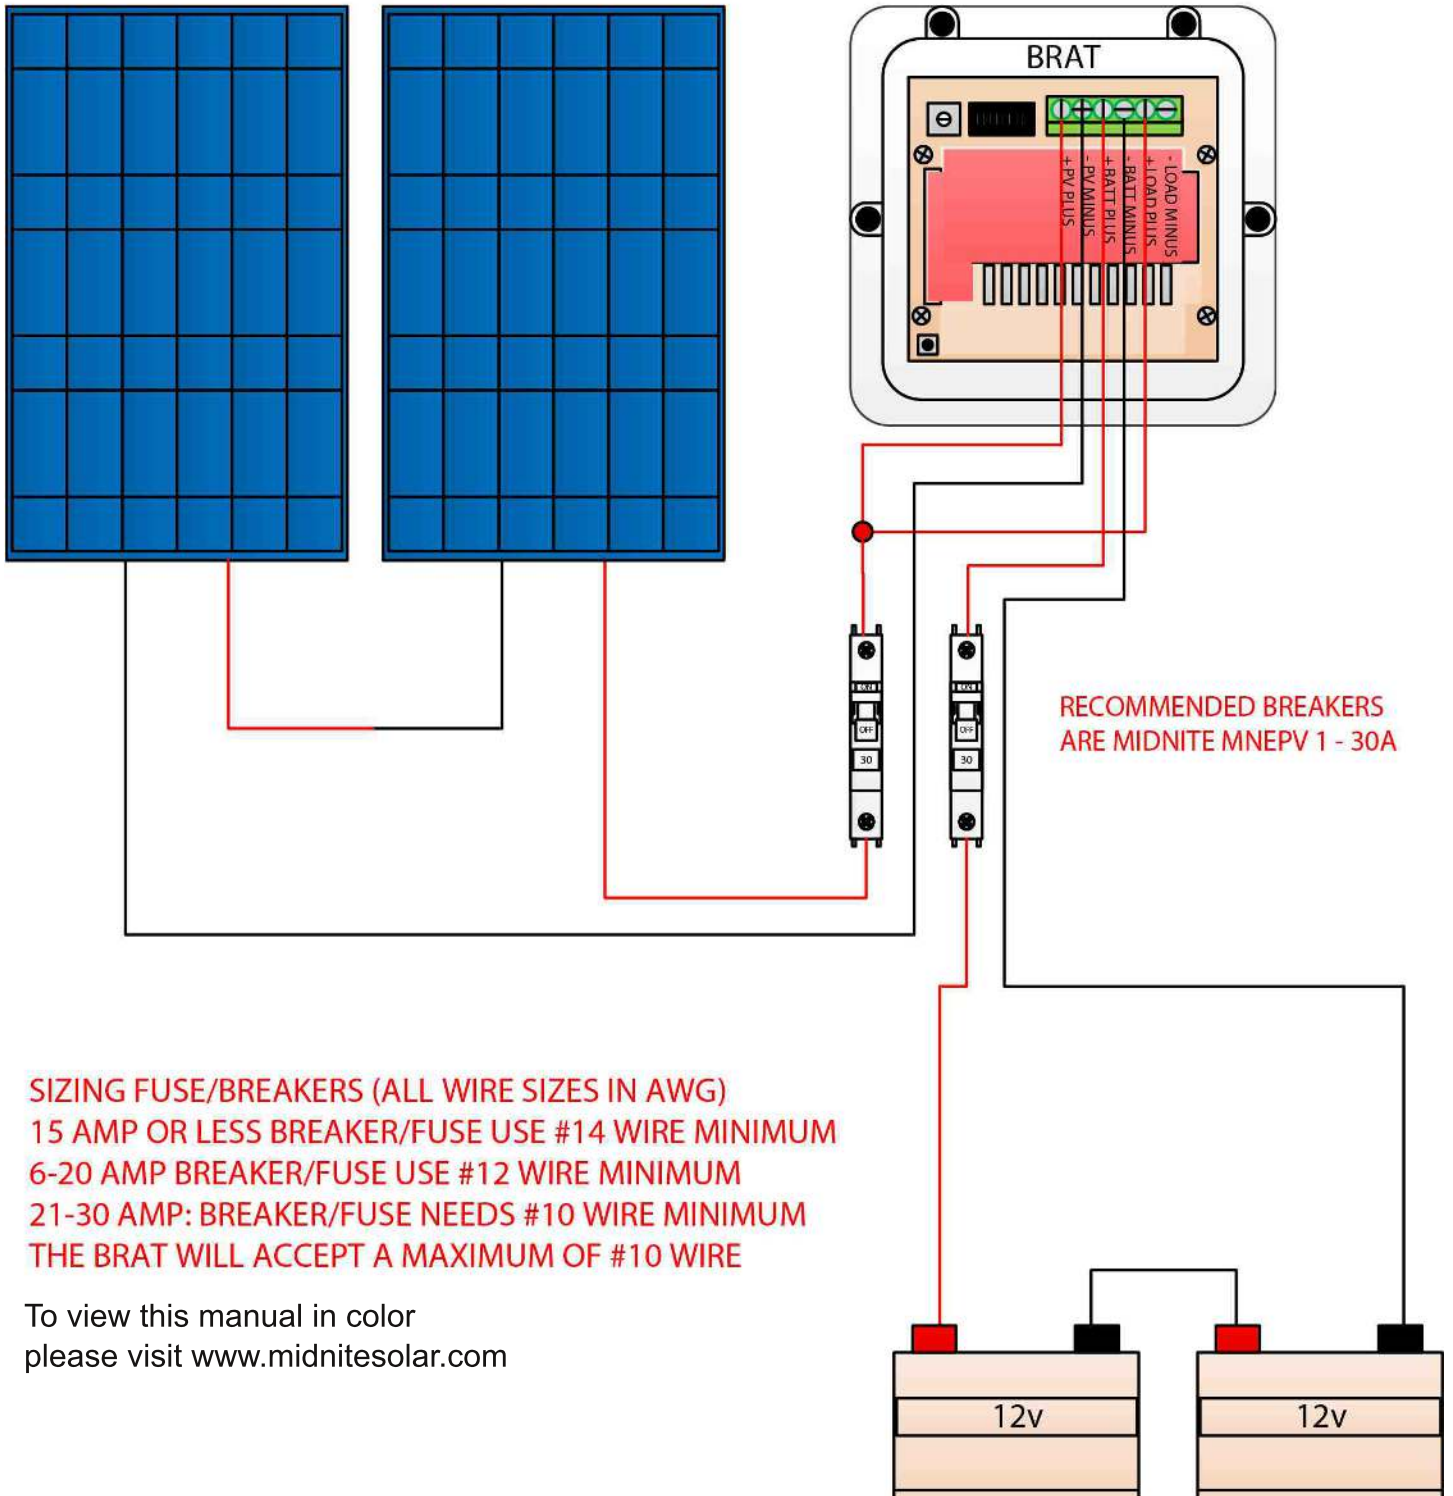 BRAT
+ PV PLUS
- PV MINUS
+ BATT PLUS
- BATT MINUS
+ LOAD PLUS
- LOAD MINUS
ON
OFF
30
ON
OFF
30
RECOMMENDED BREAKERS
ARE MIDNITE MNEPV 1 - 30A
SIZING FUSE/BREAKERS (ALL WIRE SIZES IN AWG)
15 AMP OR LESS BREAKER/FUSE USE #14 WIRE MINIMUM
6-20 AMP BREAKER/FUSE USE #12 WIRE MINIMUM
21-30 AMP: BREAKER/FUSE NEEDS #10 WIRE MINIMUM
THE BRAT WILL ACCEPT A MAXIMUM OF #10 WIRE
To view this manual in color
please visit www.midnitesolar.com
12v
12v